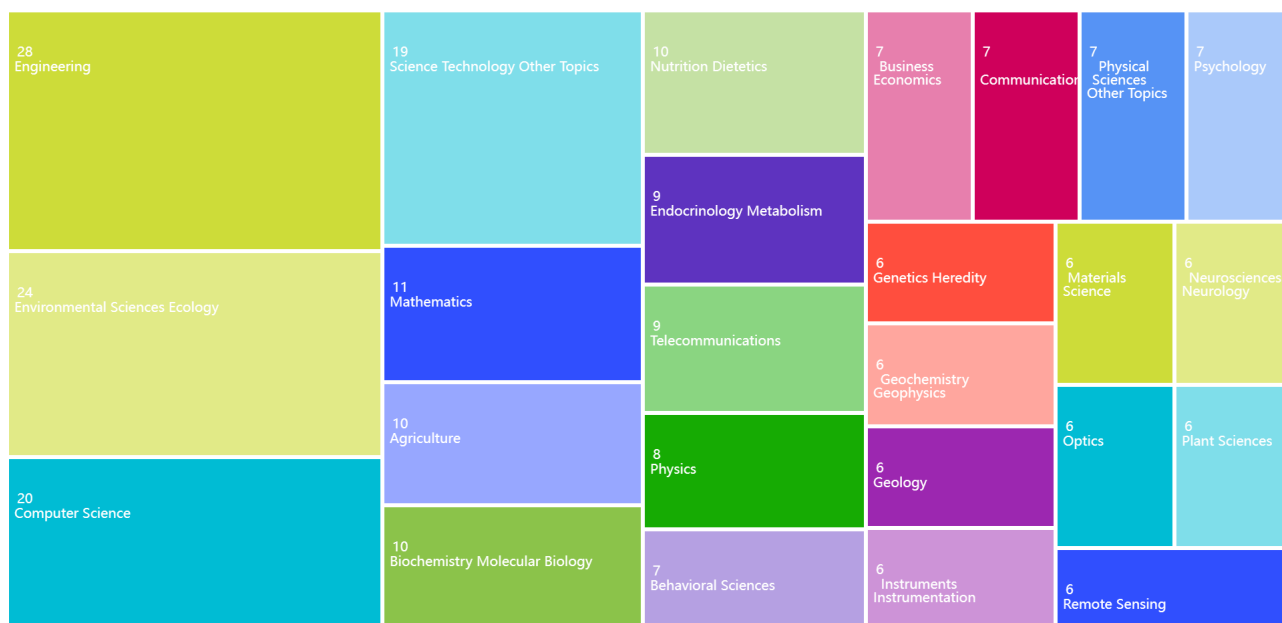 28
Engineering
24
Environmental Sciences Ecology
20
Computer Science
19
Science Technology Other Topics
11
Mathematics
10
Agriculture
10
Biochemistry Molecular Biology
10
Nutrition Dietetics
9
Endocrinology Metabolism
9
Telecommunications
8
Physics
7
Behavioral Sciences
7
Business
Economics
7
Communication
7
Physical
Sciences
Other Topics
7
Psychology
6
Genetics Heredity
6
Geochemistry
Geophysics
6
Geology
6
Instruments
Instrumentation
6
Materials
Science
6
Neurosciences
Neurology
6
Optics
6
Plant Sciences
6
Remote Sensing